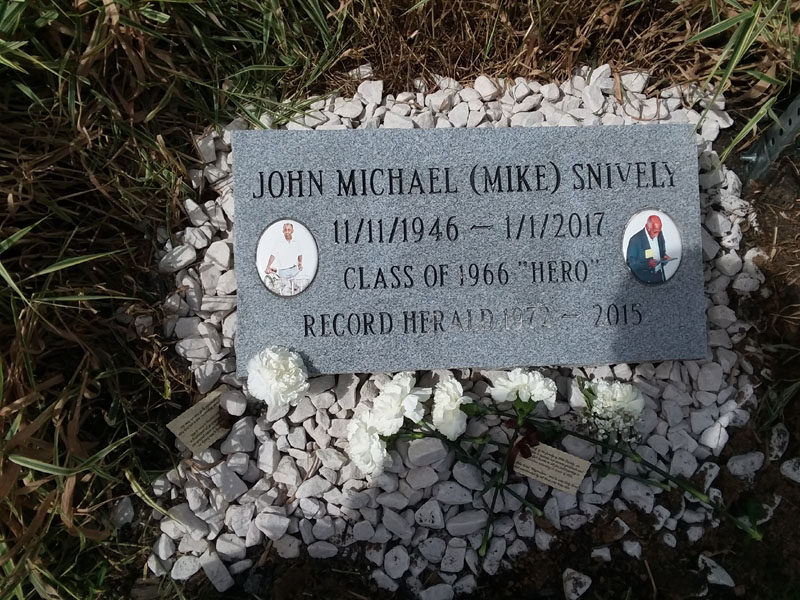 JOHN MICHAEL (MIKE) SNIVELY
11/11/1946 ~ 1/1/2017
CLASS OF 1966 "HERO"
RECORD HERALD 1972 ~ 2015